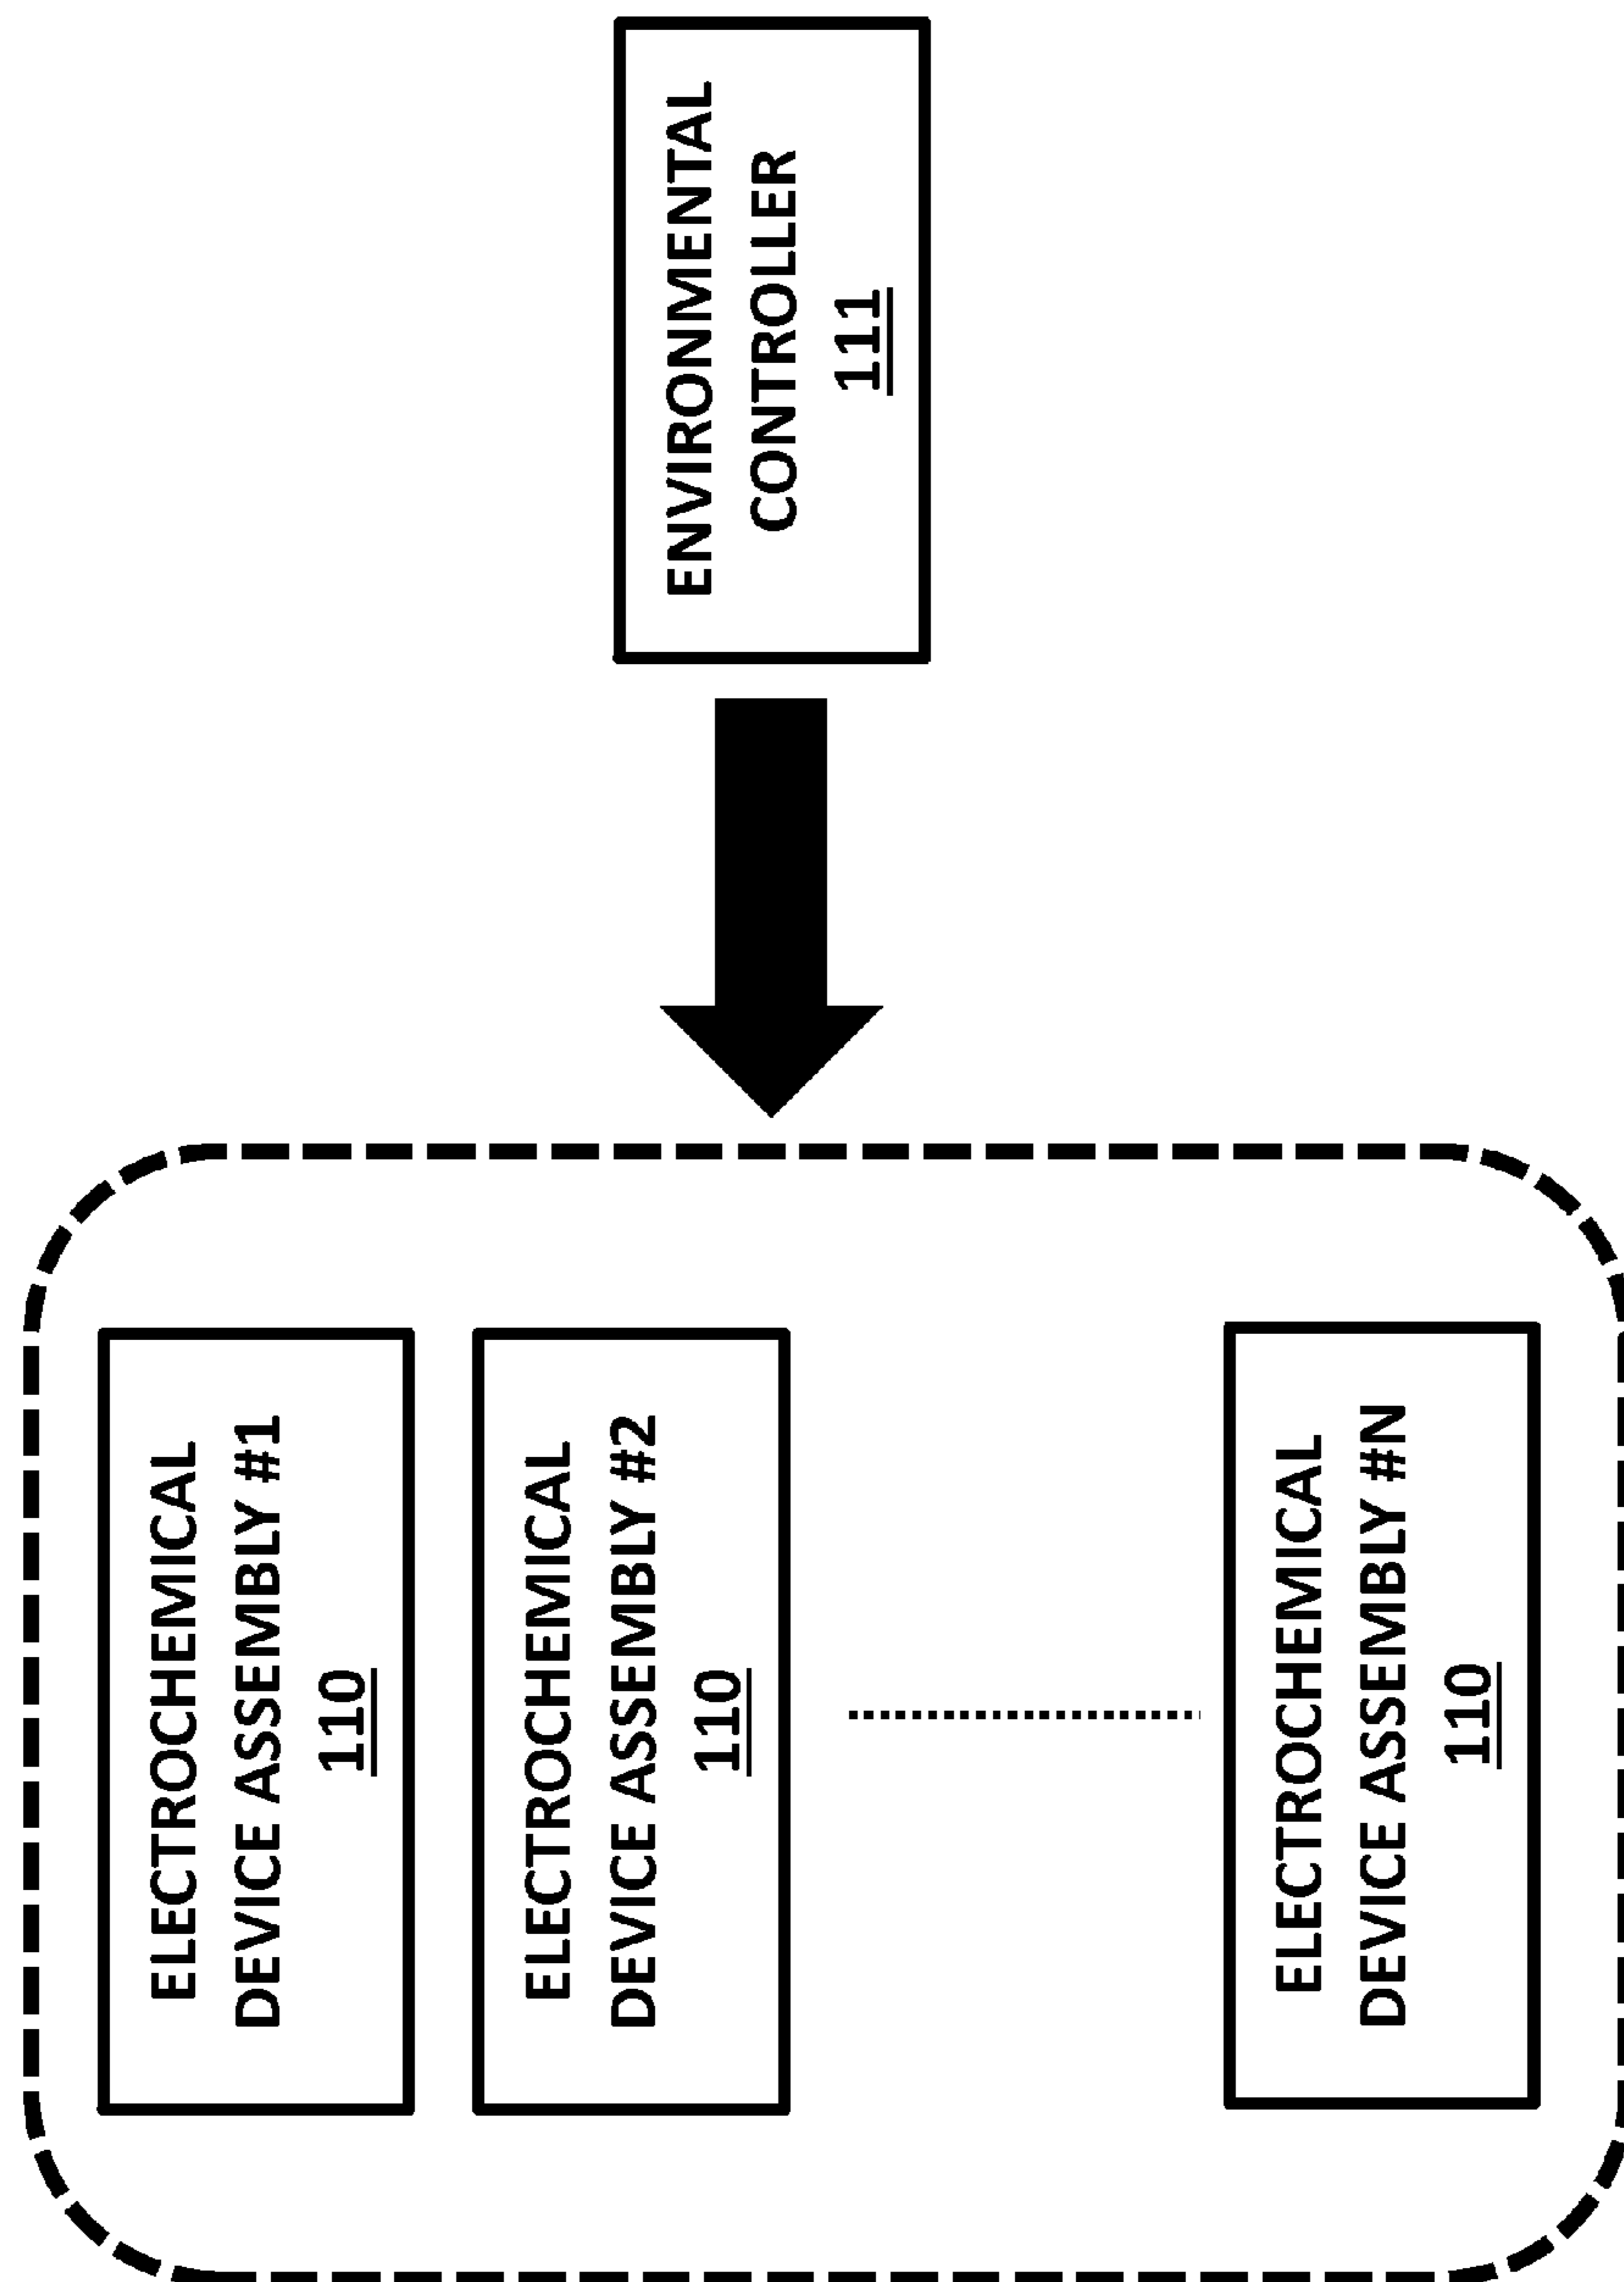 ENVIRONMENTAL
CONTROLLER
111
ELECTROCHEMICAL
DEVICE ASSEMBLY #1
110
ELECTROCHEMICAL
DEVICE ASSEMBLY #2
110
ELECTROCHEMICAL
DEVICE ASSEMBLY #N
110